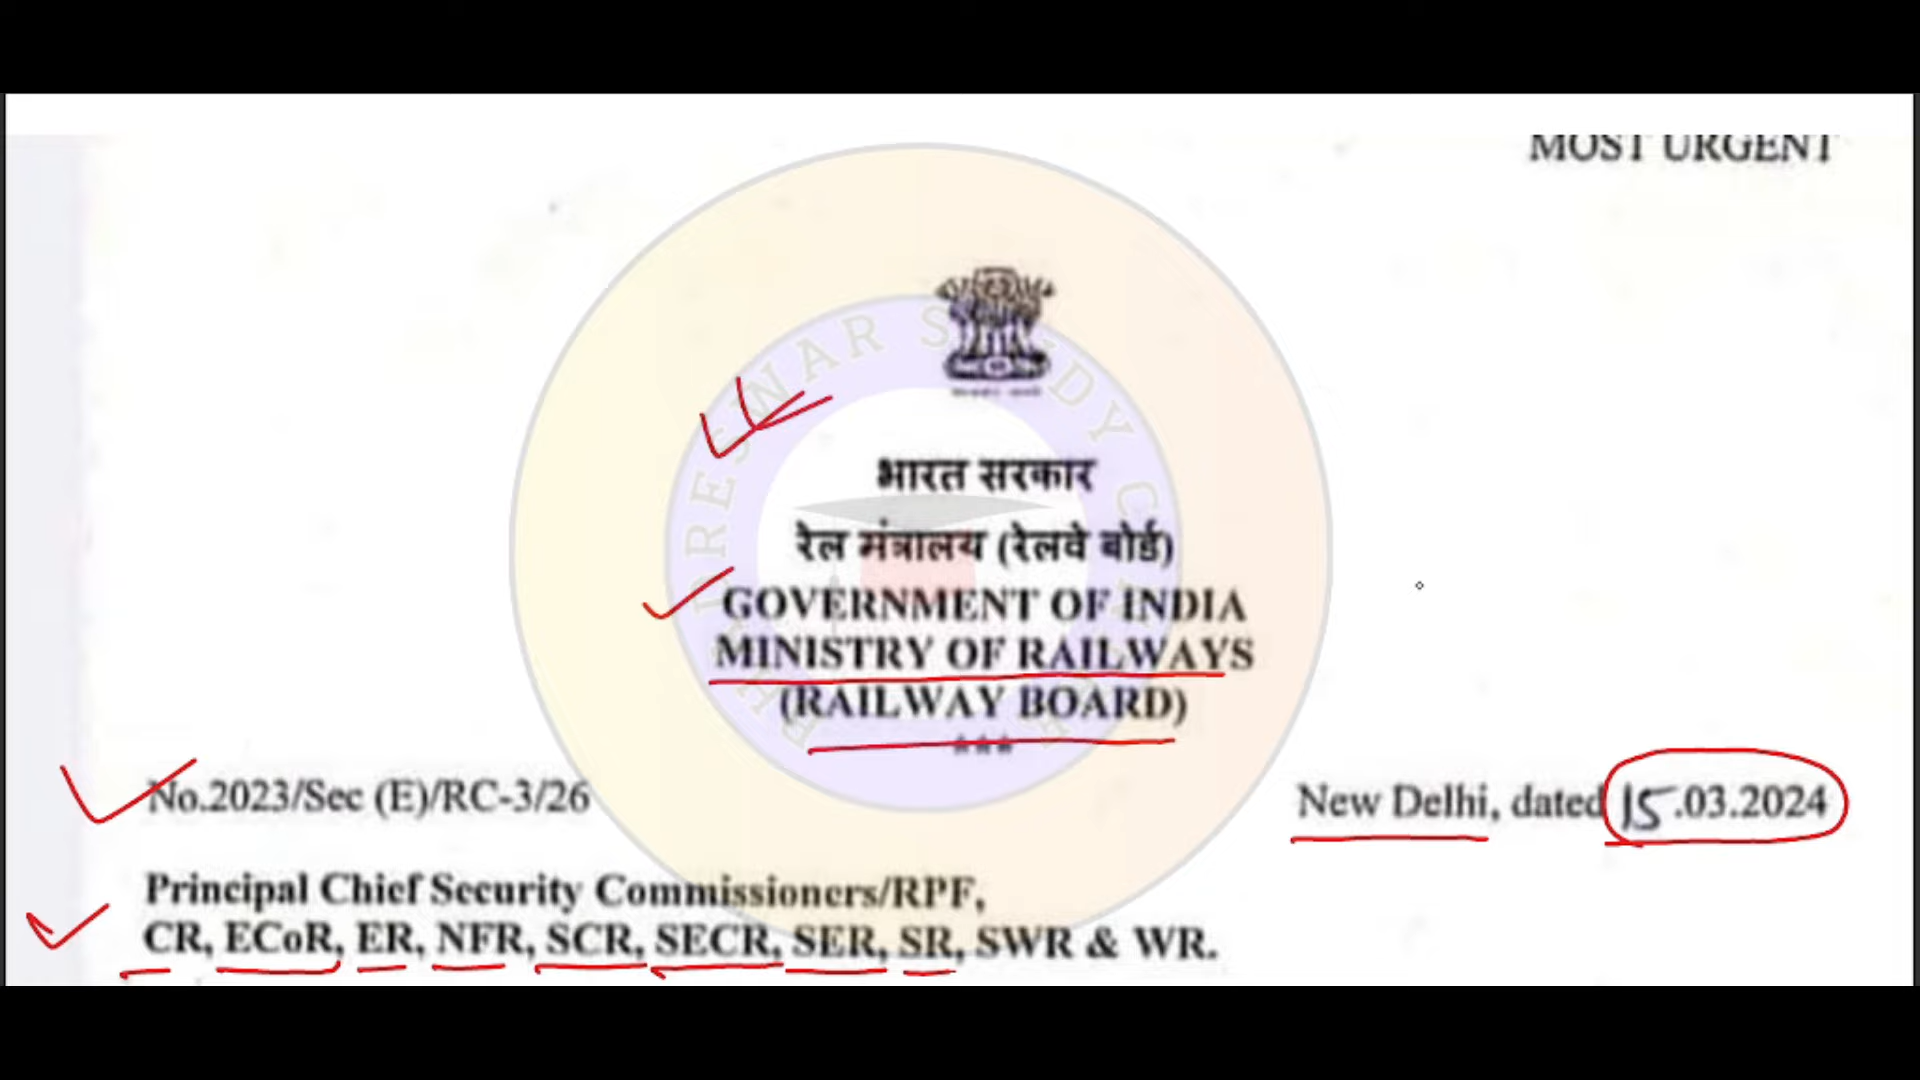 MOST URGENT
भारत सरकार
रेल मंत्रालय (रेलवे बोर्ड)
GOVERNMENT OF INDIA
MINISTRY OF RAILWAYS
(RAILWAY BOARD)
***
No.2023/Sec (E)/RC-3/26
New Delhi, dated 15.03.2024
Principal Chief Security Commissioners/RPF,
CR, ECoR, ER, NFR, SCR, SECR, SER, SR, SWR & WR.